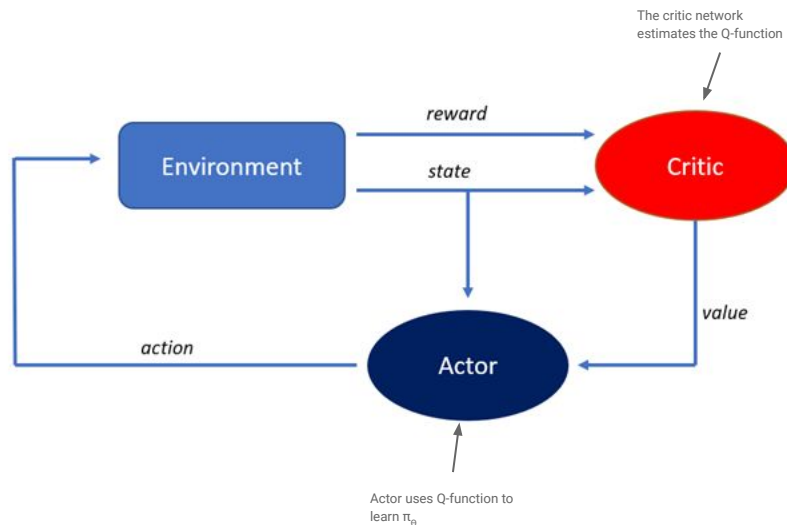 The critic network
estimates the Q-function
reward
Environment
Critic
state
value
action
Actor
Actor uses Q-function to
learn πθ